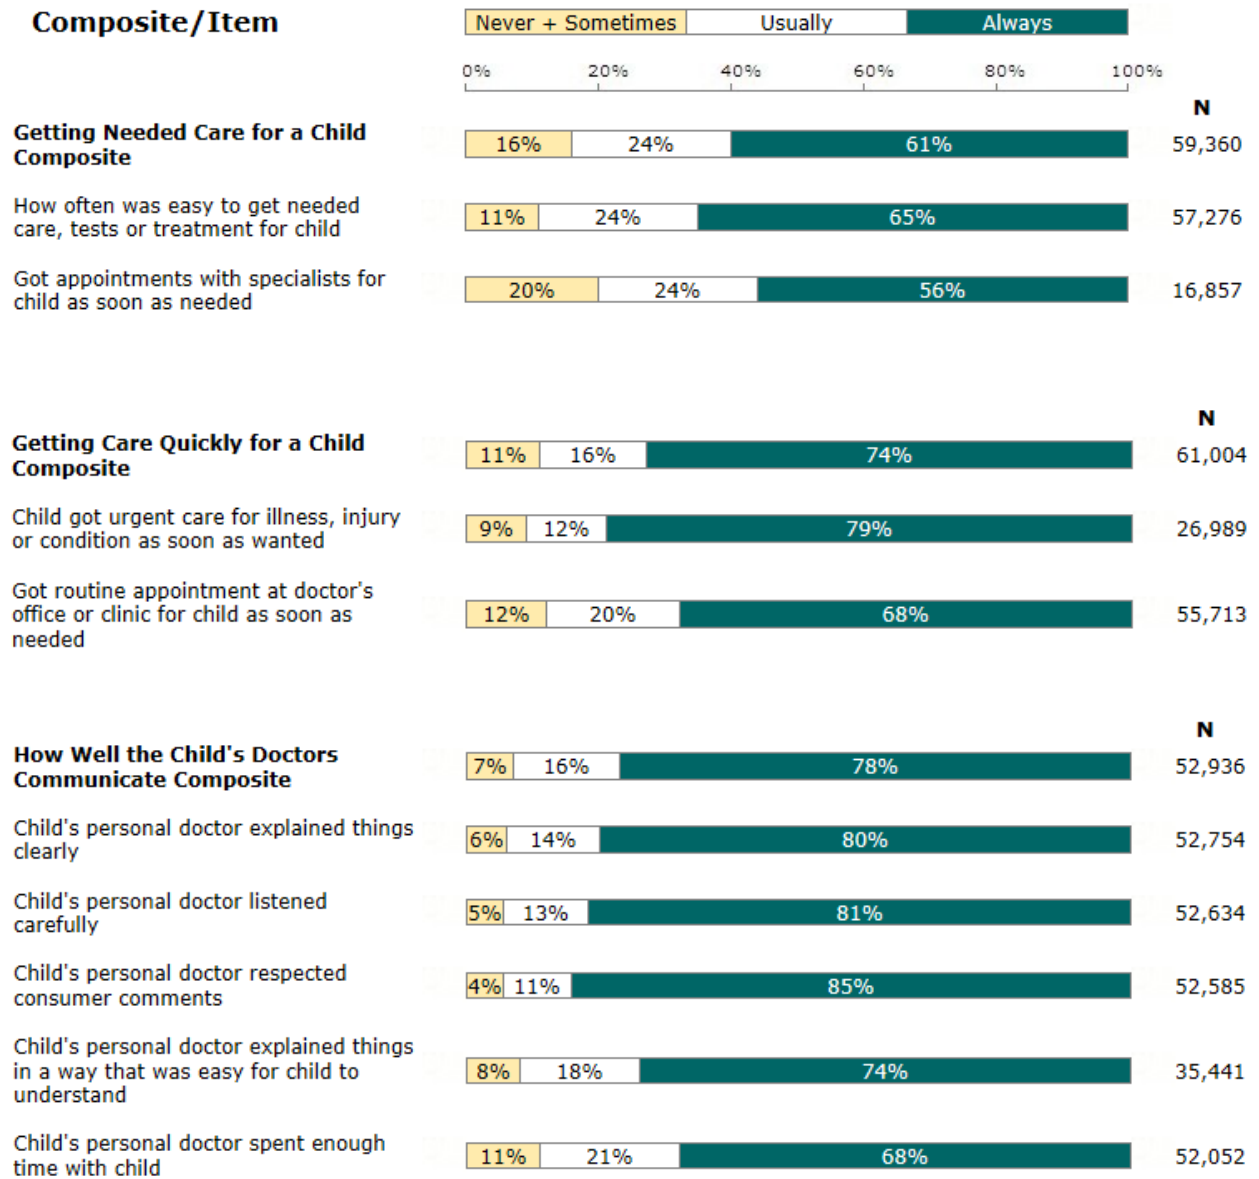 Composite/Item
Never + Sometimes Usually Always
0% 20% 40% 60% 80% 100%
N
Getting Needed Care for a Child
Composite
16% 24% 61% 59,360
How often was easy to get needed
care, tests or treatment for child
11% 24% 65% 57,276
Got appointments with specialists for
child as soon as needed
20% 24% 56% 16,857
N
Getting Care Quickly for a Child
Composite
11% 16% 74% 61,004
Child got urgent care for illness, injury
or condition as soon as wanted
9% 12% 79% 26,989
Got routine appointment at doctor's
office or clinic for child as soon as
needed
12% 20% 68% 55,713
N
How Well the Child's Doctors
Communicate Composite
7% 16% 78% 52,936
Child's personal doctor explained things
clearly
6% 14% 80% 52,754
Child's personal doctor listened
carefully
5% 13% 81% 52,634
Child's personal doctor respected
consumer comments
4% 11% 85% 52,585
Child's personal doctor explained things
in a way that was easy for child to
understand
8% 18% 74% 35,441
Child's personal doctor spent enough
time with child
11% 21% 68% 52,052